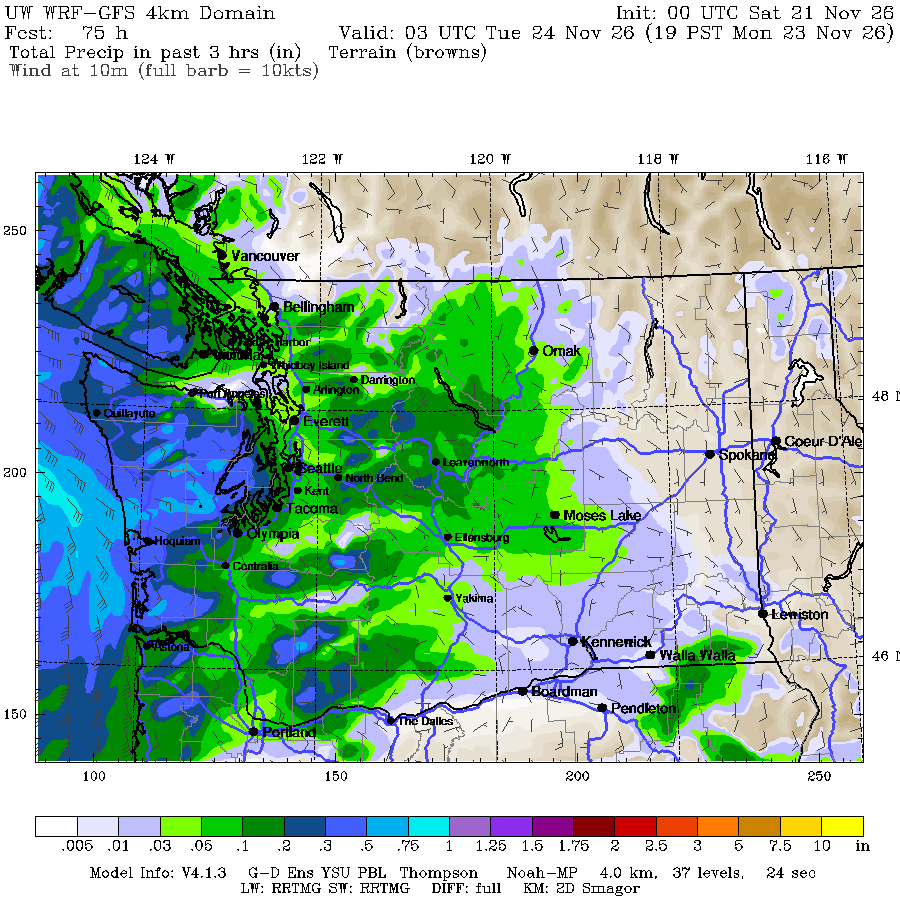 UW WRF-GFS 4km Domain Init: 00 UTC Sat 21 Nov 26
Fcst: 75 h Valid: 03 UTC Tue 24 Nov 26 (19 PST Mon 23 Nov 26)
Total Precip in past 3 hrs (in) Terrain (browns)
Wind at 10m (full barb = 10kts)
124 W 122 W 120 W 118 W 116 W
250
Vancouver
Bellingham
Harbor
Whidbey Island
Omak
Darrington
Arlington
Port Angeles
48 N
Quillayute
Everett
Coeur D'Ale
Spokane
Leavenworth
200
Seattle
North Bend
Kent
Tacoma
Moses Lake
Olympia
Hoquiam
Ellensburg
Centralia
Yakima
Lewiston
Kennewick
Astoria
Walla Walla
46 N
Boardman
Pendleton
150
The Dalles
Portland
100 150 200 250
.005 .01 .03 .05 .1 .2 .3 .5 .75 1 1.25 1.5 1.75 2 2.5 3 5 7.5 10 in
Model Info: V4.1.3 G-D Ens YSU PBL Thompson Noah-MP 4.0 km, 37 levels, 24 sec
LW: RRTMG SW: RRTMG DIFF: full KM: 2D Smagor